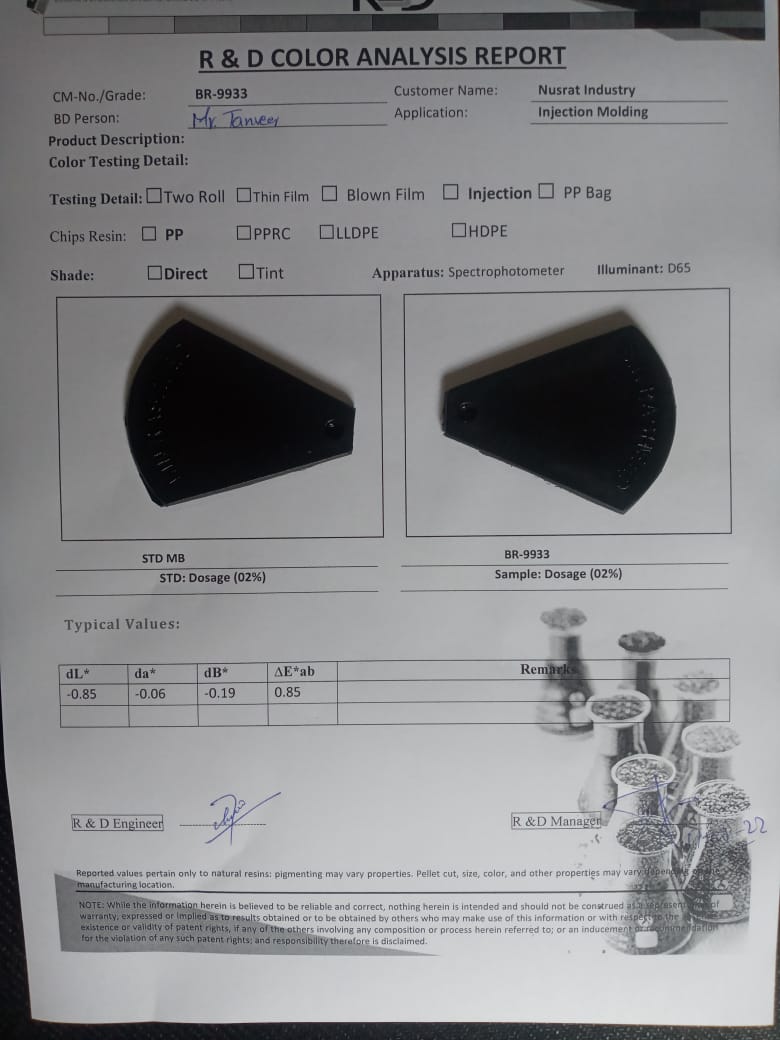 R & D COLOR ANALYSIS REPORT
CM-No./Grade: BR-9933 Customer Name: Nusrat Industry
BD Person: Mr. Tanveer Application: Injection Molding
Product Description:
Color Testing Detail:
Testing Detail: ☐Two Roll ☐Thin Film ☐ Blown Film ☐ Injection ☐ PP Bag
Chips Resin: ☐ PP ☐PPRC ☐LLDPE ☐HDPE
Shade: ☐Direct ☐Tint Apparatus: Spectrophotometer Illuminant: D65
STD MB BR-9933
STD: Dosage (02%) Sample: Dosage (02%)
Typical Values:
dL* da* dB* ΔE*ab Remarks
-0.85 -0.06 -0.19 0.85
R & D Engineer R &D Manager
Reported values pertain only to natural resins: pigmenting may vary properties. Pellet cut, size, color, and other properties may vary depending on the
manufacturing location.
NOTE: While the information herein is believed to be reliable and correct, nothing herein is intended and should not be construed as a representation of
warranty, expressed or implied as to results obtained or to be obtained by others who may make use of this information or with respect to the
existence or validity of patent rights, if any of the others involving any composition or process herein referred to; or an inducement or recommendation
for the violation of any such patent rights; and responsibility therefore is disclaimed.